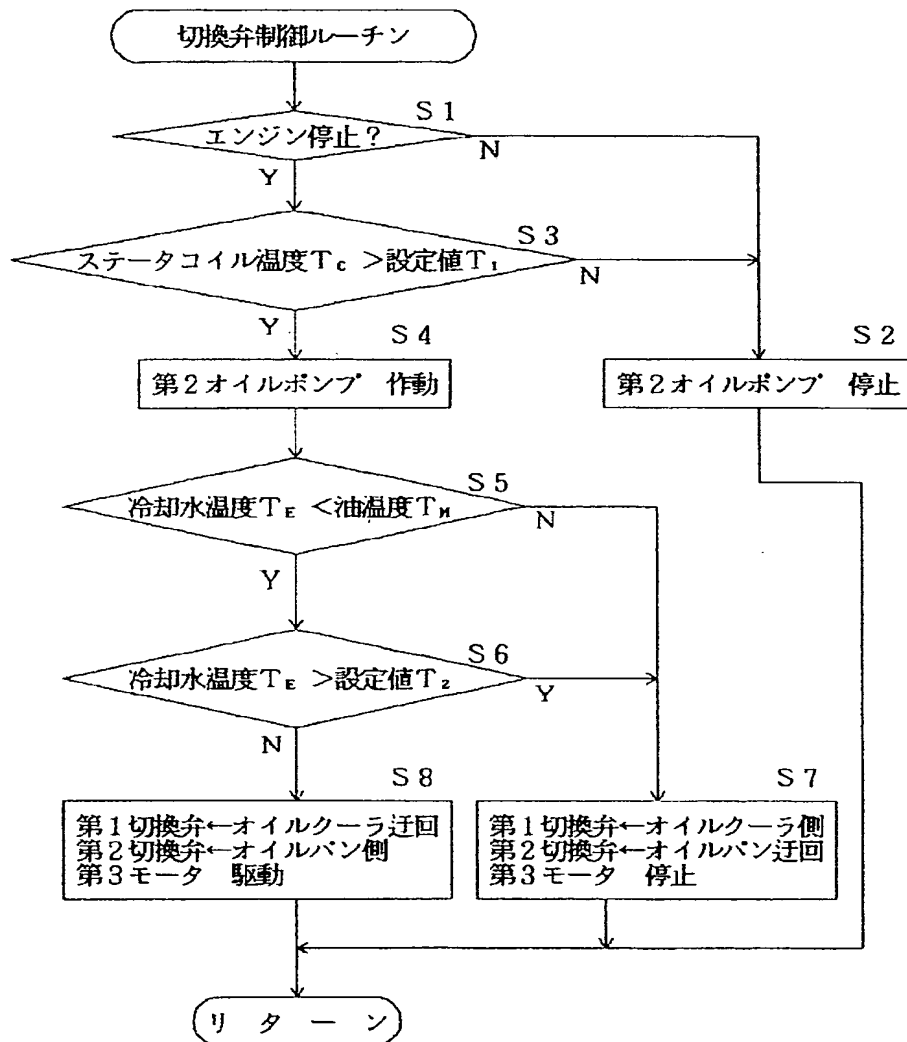 切換弁制御ルーチン
S1
エンジン停止?
N
Y
S3
ステータコイル温度T_C >設定値T_1
N
Y
S4
第2オイルポンプ 作動
S2
第2オイルポンプ 停止
S5
冷却水温度T_E <油温度T_M
N
Y
S6
冷却水温度T_E >設定値T_2
Y
N
S8
第1切換弁←オイルクーラ迂回
第2切換弁←オイルパン側
第3モータ 駆動
S7
第1切換弁←オイルクーラ側
第2切換弁←オイルパン迂回
第3モータ 停止
リターン